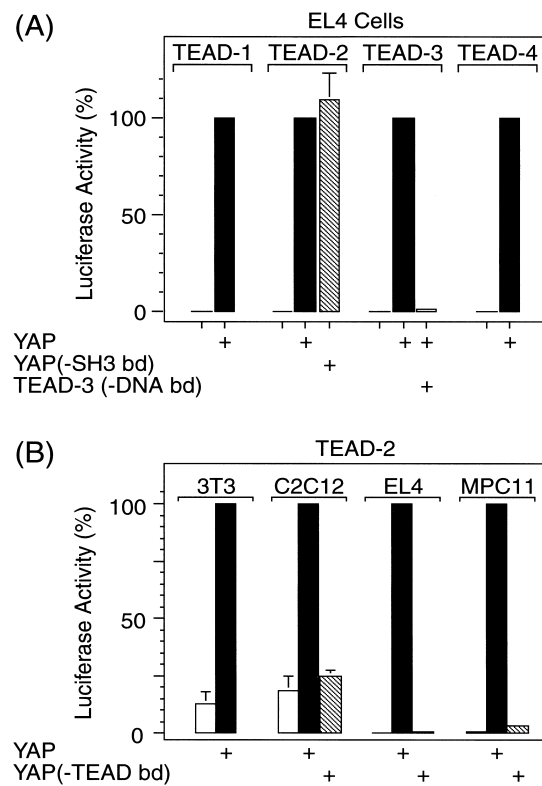 (A)
EL4 Cells
TEAD-1 TEAD-2 TEAD-3 TEAD-4
Luciferase Activity (%)
100
50
0
YAP + + + + +
YAP(-SH3 bd) +
TEAD-3 (-DNA bd) +
(B)
TEAD-2
3T3 C2C12 EL4 MPC11
Luciferase Activity (%)
100
50
0
YAP + + + +
YAP(-TEAD bd) + + +